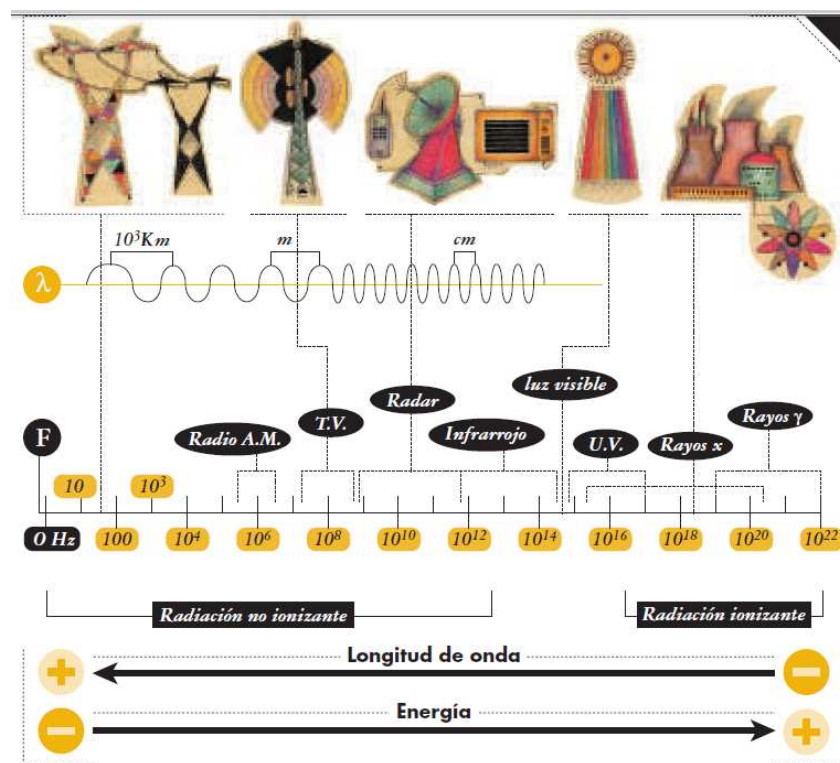 10³Km
m
cm
λ
luz visible
Radar
T.V.
Rayos γ
Radio A.M.
Infrarrojo
F
U.V.
Rayos x
10
10³
0 Hz 100 10⁴ 10⁶ 10⁸ 10¹⁰ 10¹² 10¹⁴ 10¹⁶ 10¹⁸ 10²⁰ 10²²
Radiación no ionizante
Radiación ionizante
Longitud de onda
+ −
Energía
− +